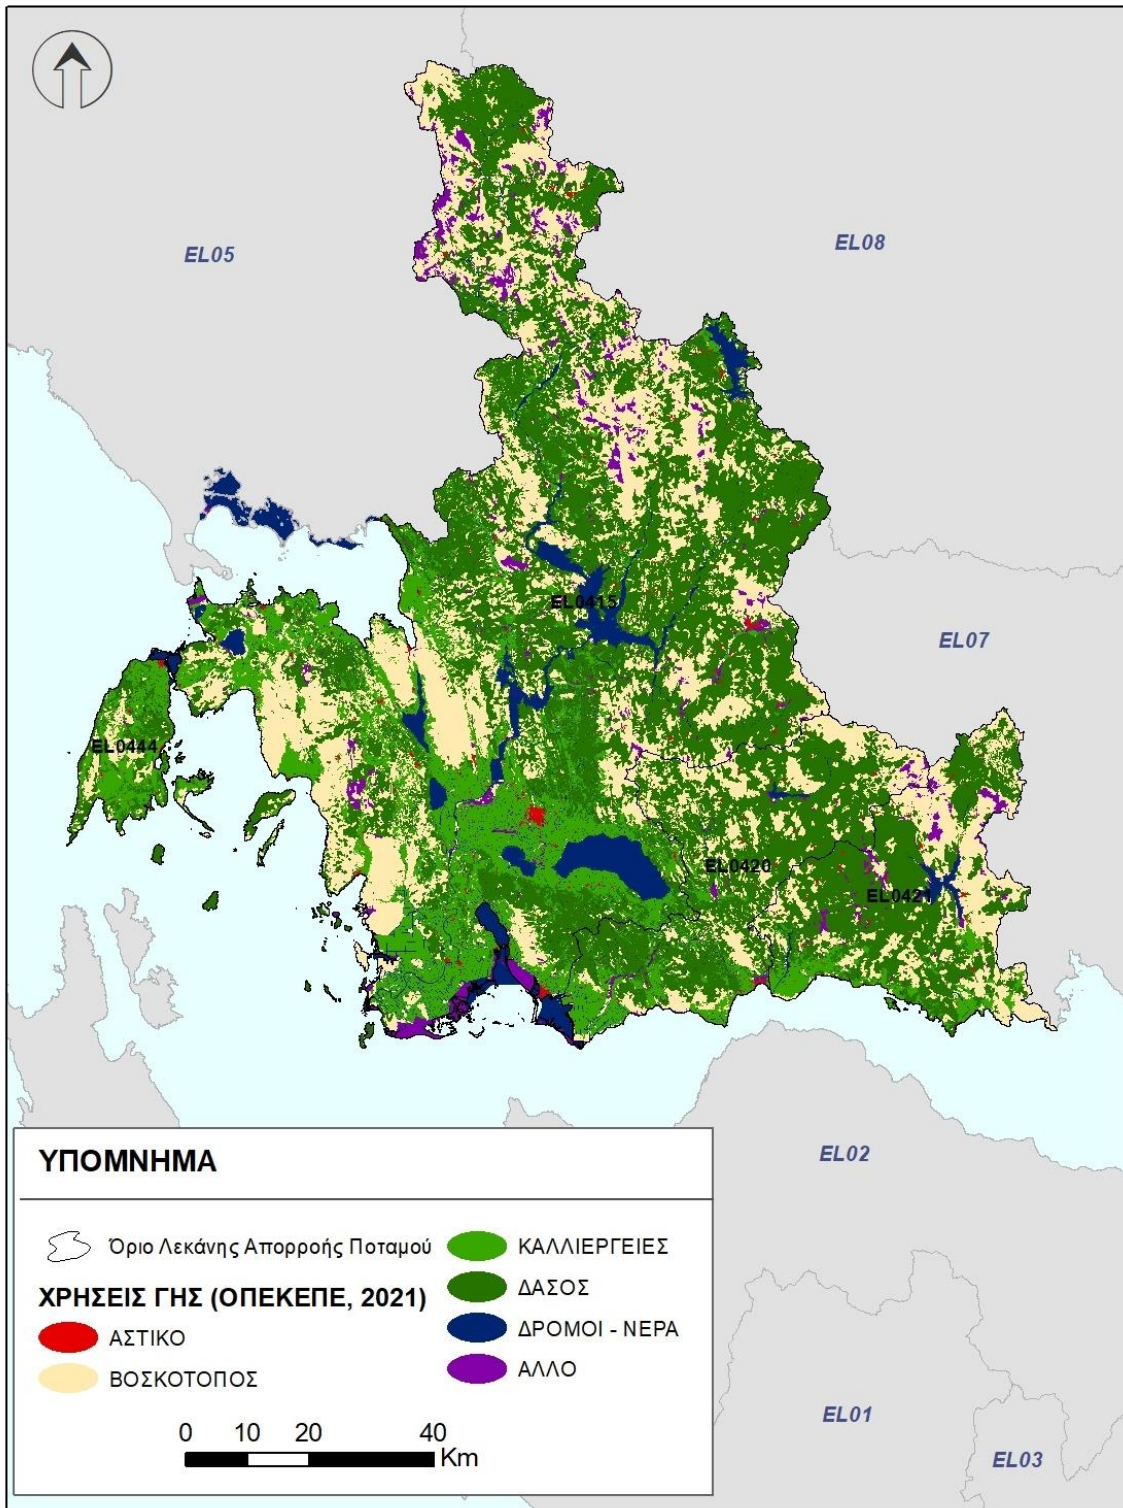 EL05
EL08
EL0415
EL07
EL0444
EL0420
EL0421
EL02
EL01
EL03
ΥΠΟΜΝΗΜΑ
Όριο Λεκάνης Απορροής Ποταμού
ΧΡΗΣΕΙΣ ΓΗΣ (ΟΠΕΚΕΠΕ, 2021)
ΑΣΤΙΚΟ
ΒΟΣΚΟΤΟΠΟΣ
ΚΑΛΛΙΕΡΓΕΙΕΣ
ΔΑΣΟΣ
ΔΡΟΜΟΙ - ΝΕΡΑ
ΑΛΛΟ
0 10 20 40
Km